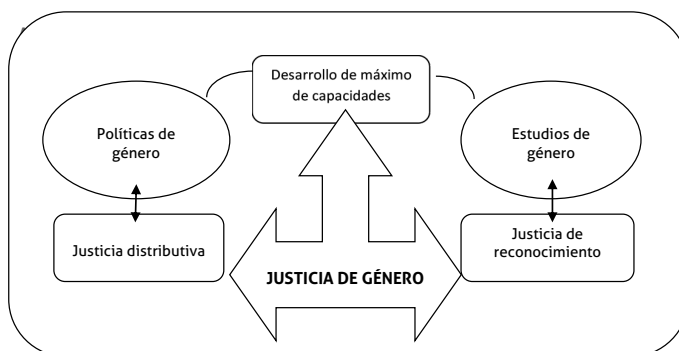 Desarrollo de máximo
de capacidades
Políticas de
género
Estudios de
género
Justicia distributiva
Justicia de
reconocimiento
JUSTICIA DE GÉNERO